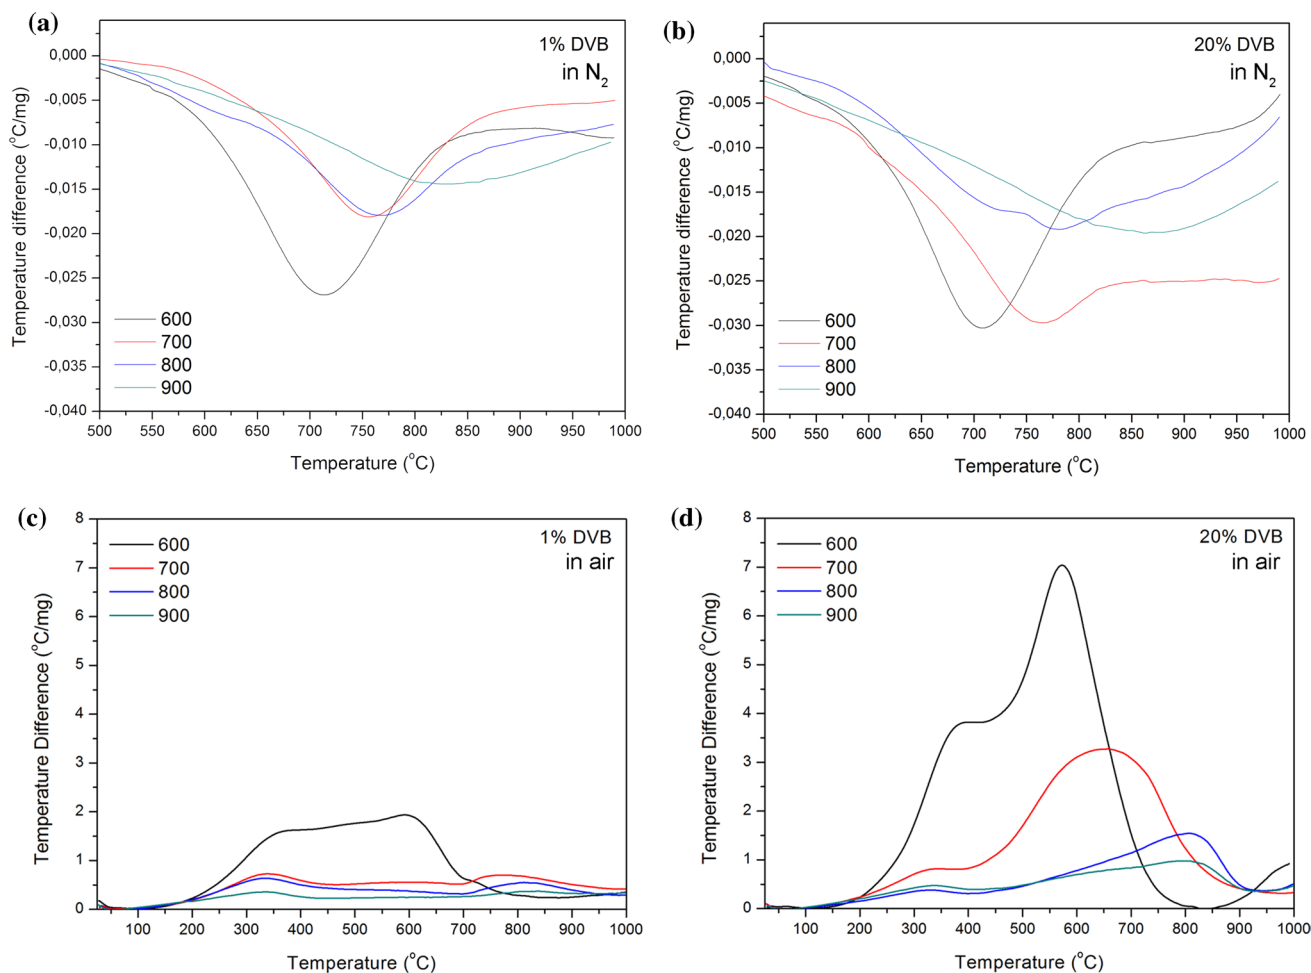 (a)
1% DVB
in N2
0,000
-0,005
-0,010
-0,015
-0,020
-0,025
-0,030
-0,035
-0,040
Temperature difference (°C/mg)
600
700
800
900
500 550 600 650 700 750 800 850 900 950 1000
Temperature (°C)
(b)
20% DVB
in N2
0,000
-0,005
-0,010
-0,015
-0,020
-0,025
-0,030
-0,035
-0,040
Temperature difference (°C/mg)
600
700
800
900
500 550 600 650 700 750 800 850 900 950 1000
Temperature (°C)
(c)
1% DVB
in air
8
7
6
5
4
3
2
1
0
Temperature Difference (°C/mg)
600
700
800
900
100 200 300 400 500 600 700 800 900 1000
Temperature (°C)
(d)
20% DVB
in air
8
7
6
5
4
3
2
1
0
Temperature Difference (°C/mg)
600
700
800
900
100 200 300 400 500 600 700 800 900 1000
Temperature (°C)